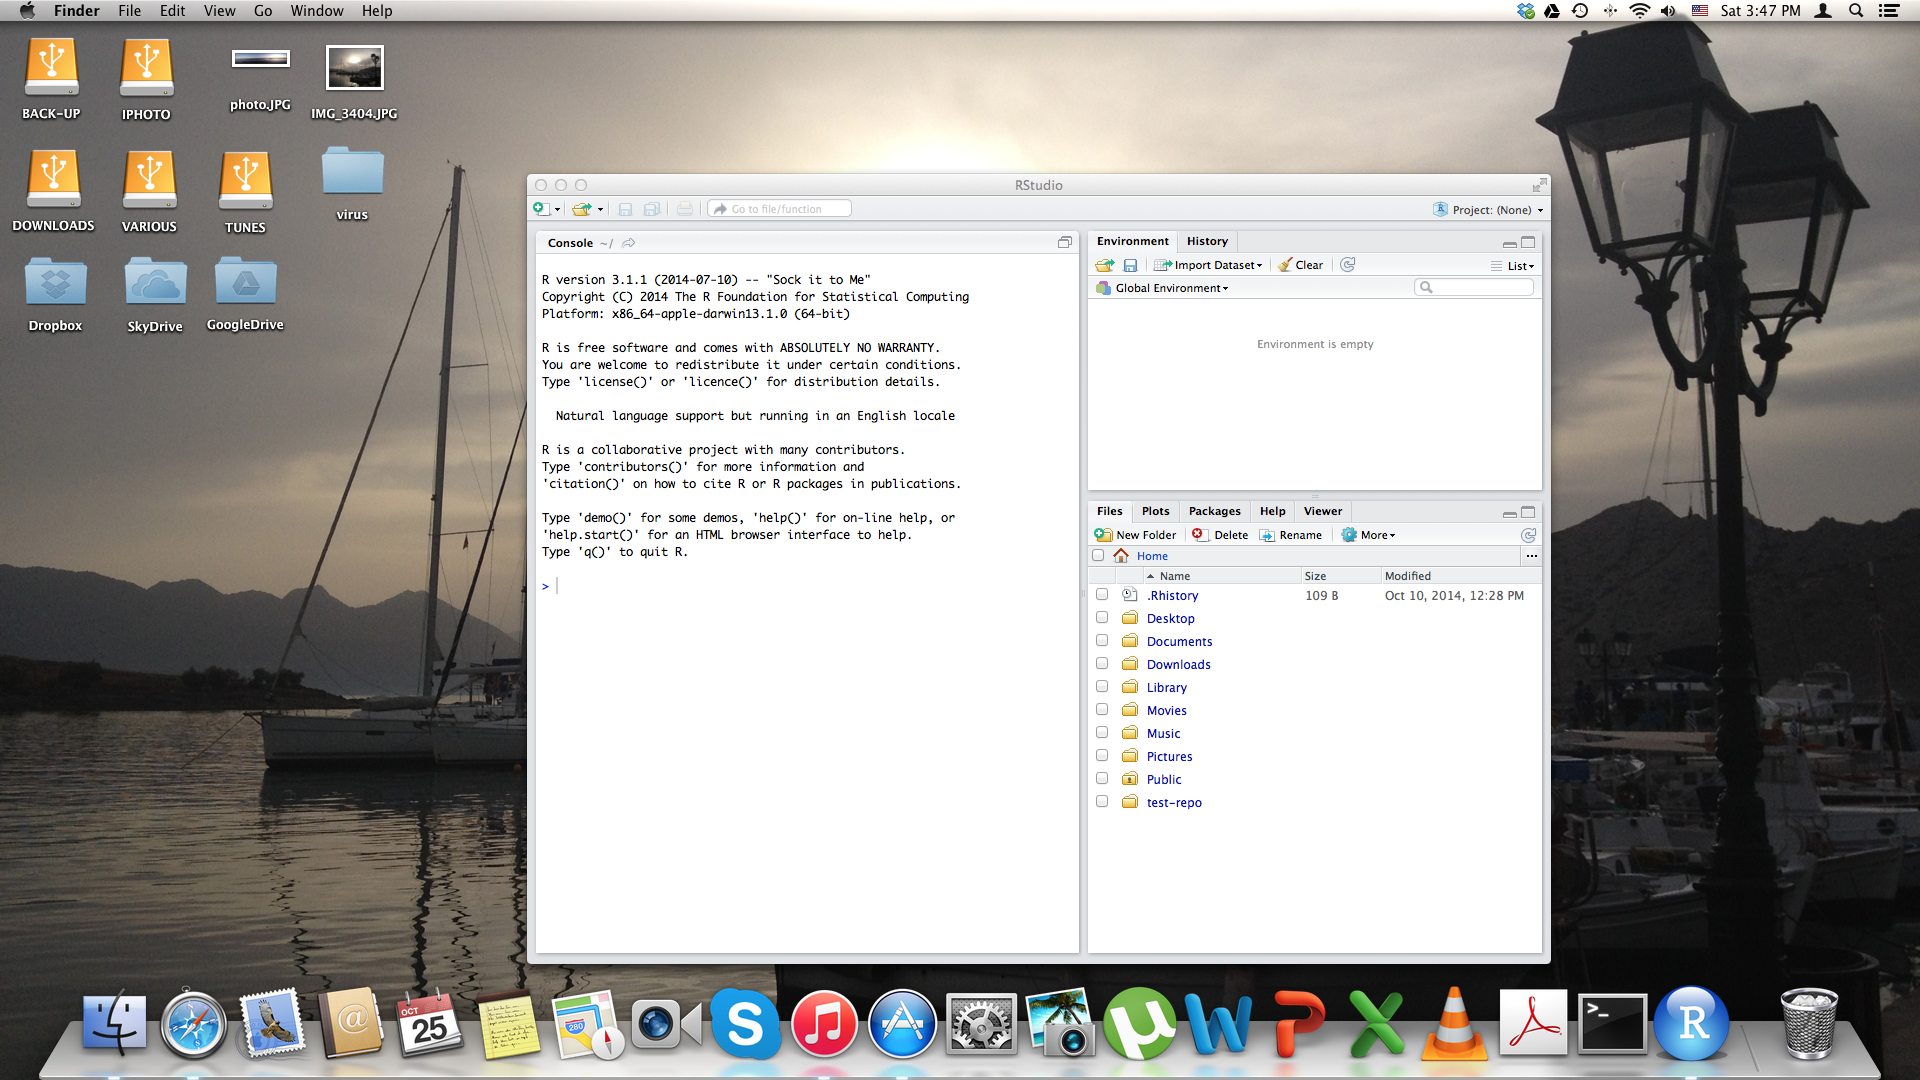 Finder File Edit View Go Window Help
Sat 3:47 PM
BACK-UP
IPHOTO
photo.JPG
IMG_3404.JPG
DOWNLOADS
VARIOUS
TUNES
virus
Dropbox
SkyDrive
GoogleDrive
RStudio
Go to file/function
Project: (None)
Console ~/
R version 3.1.1 (2014-07-10) -- "Sock it to Me"
Copyright (C) 2014 The R Foundation for Statistical Computing
Platform: x86_64-apple-darwin13.1.0 (64-bit)
R is free software and comes with ABSOLUTELY NO WARRANTY.
You are welcome to redistribute it under certain conditions.
Type 'license()' or 'licence()' for distribution details.
Natural language support but running in an English locale
R is a collaborative project with many contributors.
Type 'contributors()' for more information and
'citation()' on how to cite R or R packages in publications.
Type 'demo()' for some demos, 'help()' for on-line help, or
'help.start()' for an HTML browser interface to help.
Type 'q()' to quit R.
>
Environment History
Import Dataset Clear List
Global Environment
Environment is empty
Files Plots Packages Help Viewer
New Folder Delete Rename More
Home ...
Name Size Modified
.Rhistory 109 B Oct 10, 2014, 12:28 PM
Desktop
Documents
Downloads
Library
Movies
Music
Pictures
Public
test-repo
OCT
25
280
S
µ
W
P
X
>_
R